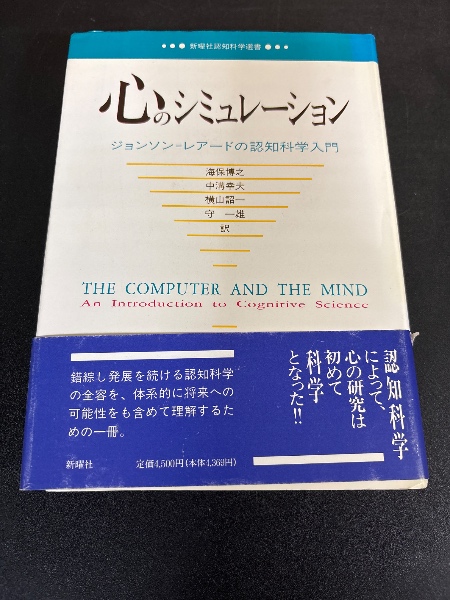 新曜社認知科学選書
心のシミュレーション
ジョンソン=レアードの認知科学入門
海保博之
中溝幸夫
横山詔一
守 一雄
訳
THE COMPUTER AND THE MIND
An Introduction to Cognitive Science
認知科学
によって、
心の研究は
初めて
科学
となった!!
錯綜し発展を続ける認知科学
の全容を、体系的に将来への
可能性をも含めて理解するた
めの一冊。
新曜社
定価4,500円(本体4,369円)